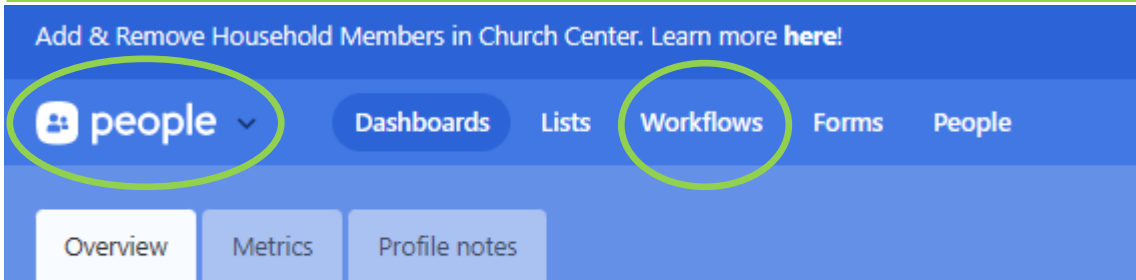 Add & Remove Household Members in Church Center. Learn more here!
people Dashboards Lists Workflows Forms People
Overview Metrics Profile notes